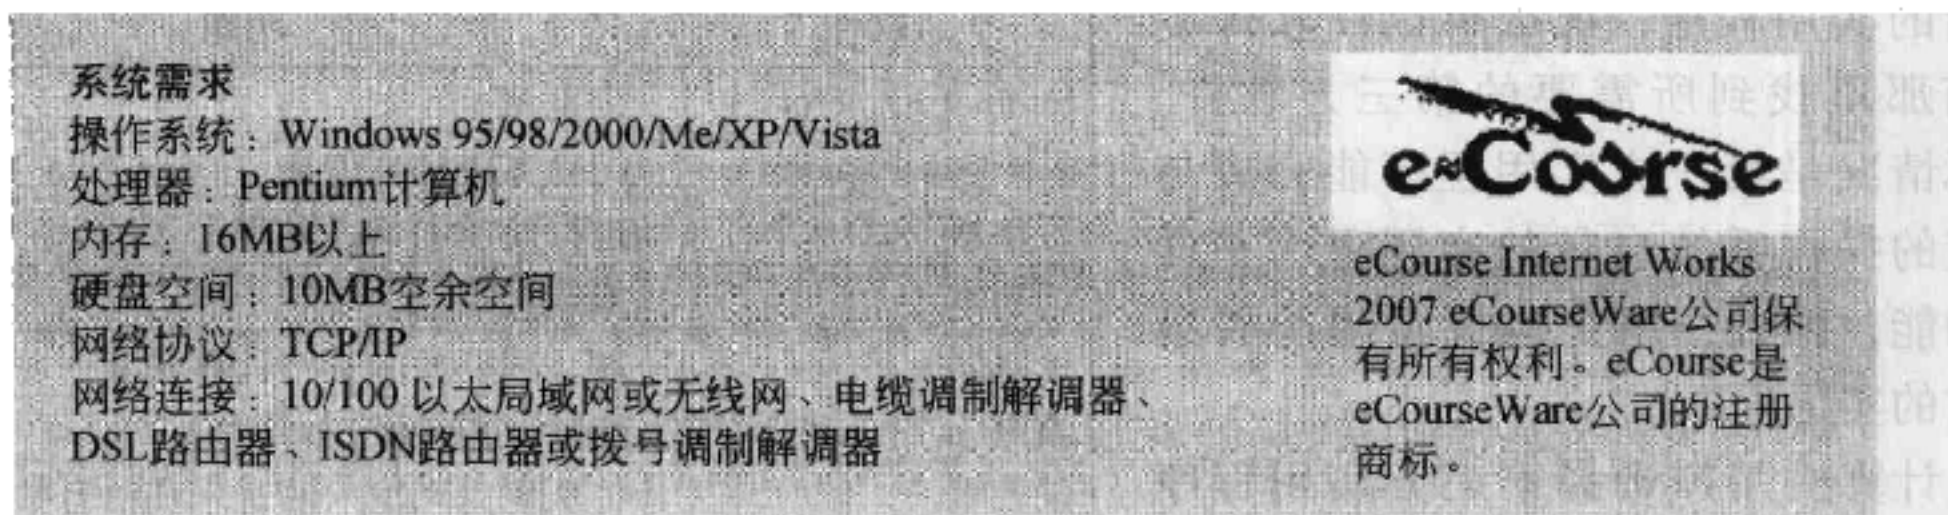 系统需求
操作系统：Windows 95/98/2000/Me/XP/Vista
处理器：Pentium计算机
内存：16MB以上
硬盘空间：10MB空余空间
网络协议：TCP/IP
网络连接：10/100 以太局域网或无线网、电缆调制解调器、
DSL路由器、ISDN路由器或拨号调制解调器
e≈Course
eCourse Internet Works
2007 eCourseWare公司保
有所有权利。eCourse是
eCourseWare公司的注册
商标。